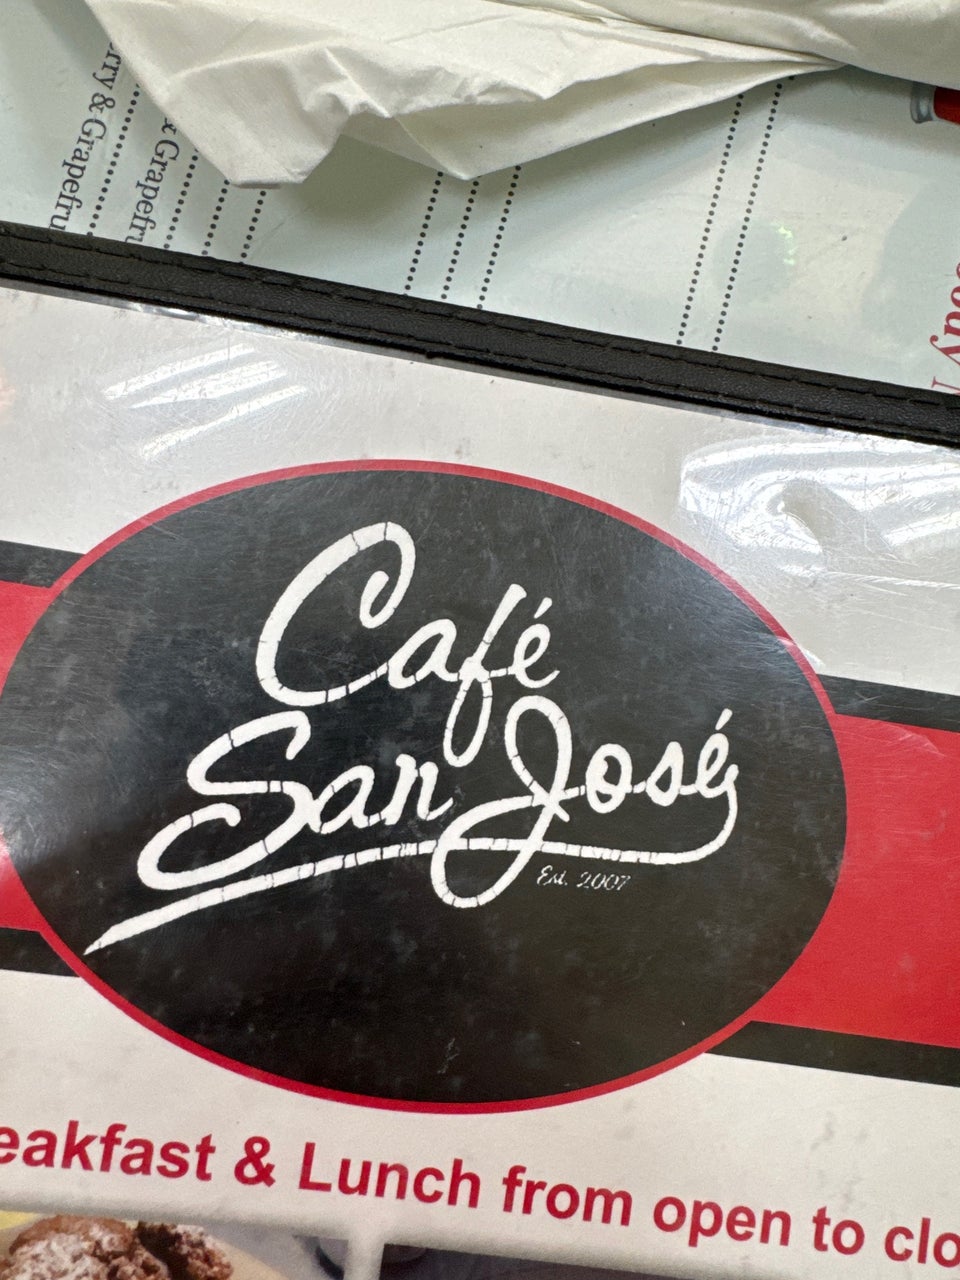 rry & Grapefru
& Grapefru
Café
San José
Est. 2007
eakfast & Lunch from open to clo